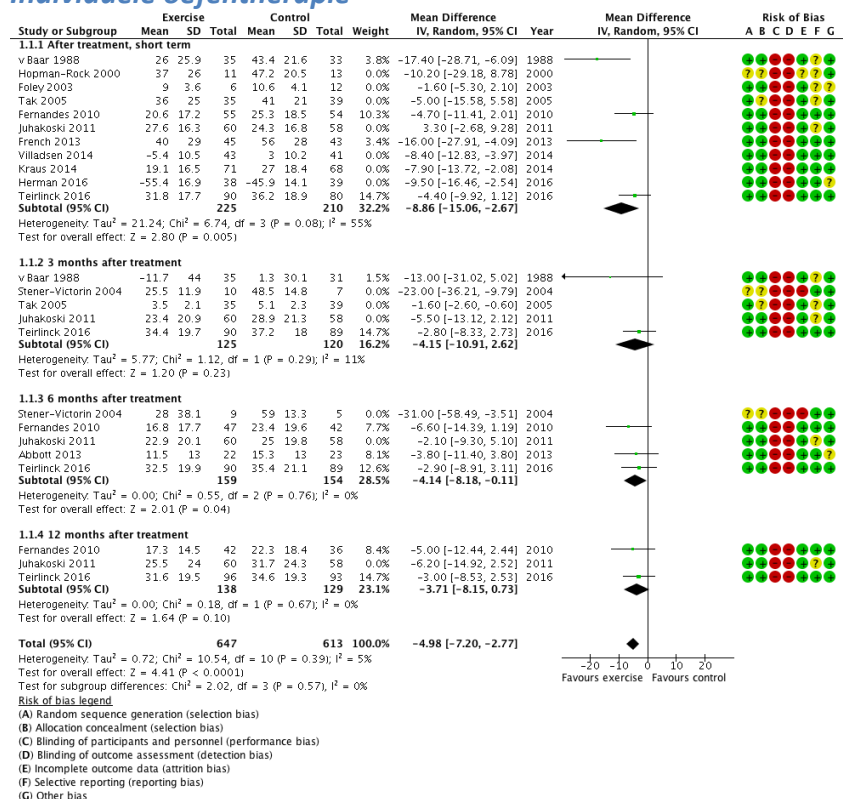 Individuele oefentherapie
Exercise Control Mean Difference Mean Difference Risk of Bias
Study or Subgroup Mean SD Total Mean SD Total Weight IV, Random, 95% CI Year IV, Random, 95% CI A B C D E F G
1.1.1 After treatment, short term
v Baar 1988 26 25.9 35 43.4 21.6 33 3.8% -17.40 [-28.71, -6.09] 1988 + + - - + ? +
Hopman-Rock 2000 37 26 11 47.2 20.5 13 0.0% -10.20 [-29.18, 8.78] 2000 ? ? - - ? ? ?
Foley 2003 9 3.6 6 10.6 4.1 12 0.0% -1.60 [-5.30, 2.10] 2003 + + - - + ? ?
Tak 2005 36 25 35 41 21 39 0.0% -5.00 [-15.58, 5.58] 2005 + ? - - + ? +
Fernandes 2010 20.6 17.2 55 25.3 18.5 54 10.3% -4.70 [-11.41, 2.01] 2010 + + - - + + +
Juhakoski 2011 27.6 16.3 60 24.3 16.8 58 0.0% 3.30 [-2.68, 9.28] 2011 + + - - + ? +
French 2013 40 29 45 56 28 43 3.4% -16.00 [-27.91, -4.09] 2013 + + - - + + +
Villadsen 2014 -5.4 10.5 43 3 10.2 41 0.0% -8.40 [-12.83, -3.97] 2014 + + - - + + +
Kraus 2014 19.1 16.5 71 27 18.4 68 0.0% -7.90 [-13.72, -2.08] 2014 + + - - + + +
Herman 2016 -55.4 16.9 38 -45.9 14.1 39 0.0% -9.50 [-16.46, -2.54] 2016 + + - - + + ?
Teirlinck 2016 31.8 17.7 90 36.2 18.9 80 14.7% -4.40 [-9.92, 1.12] 2016 + + - - + + +
Subtotal (95% CI) 225 210 32.2% -8.86 [-15.06, -2.67]
Heterogeneity: Tau² = 21.24; Chi² = 6.74, df = 3 (P = 0.08); I² = 55%
Test for overall effect: Z = 2.80 (P = 0.005)
1.1.2 3 months after treatment
v Baar 1988 -11.7 44 35 1.3 30.1 31 1.5% -13.00 [-31.02, 5.02] 1988 + + - - + ? +
Stener-Victorin 2004 25.5 11.9 10 48.5 14.8 7 0.0% -23.00 [-36.21, -9.79] 2004 ? ? - - - + +
Tak 2005 3.5 2.1 35 5.1 2.3 39 0.0% -1.60 [-2.60, -0.60] 2005 + ? - - + ? +
Juhakoski 2011 23.4 20.9 60 28.9 21.3 58 0.0% -5.50 [-13.12, 2.12] 2011 + + - - + ? +
Teirlinck 2016 34.4 19.7 90 37.2 18 89 14.7% -2.80 [-8.33, 2.73] 2016 + + - - + + +
Subtotal (95% CI) 125 120 16.2% -4.15 [-10.91, 2.62]
Heterogeneity: Tau² = 5.77; Chi² = 1.12, df = 1 (P = 0.29); I² = 11%
Test for overall effect: Z = 1.20 (P = 0.23)
1.1.3 6 months after treatment
Stener-Victorin 2004 28 38.1 9 59 13.3 5 0.0% -31.00 [-58.49, -3.51] 2004 ? ? - - - + +
Fernandes 2010 16.8 17.7 47 23.4 19.6 42 7.7% -6.60 [-14.39, 1.19] 2010 + + - - + + +
Juhakoski 2011 22.9 20.1 60 25 19.8 58 0.0% -2.10 [-9.30, 5.10] 2011 + + - - + ? +
Abbott 2013 11.5 13 22 15.3 13 23 8.1% -3.80 [-11.40, 3.80] 2013 + + - - + + ?
Teirlinck 2016 32.5 19.9 90 35.4 21.1 89 12.6% -2.90 [-8.91, 3.11] 2016 + + - - + + +
Subtotal (95% CI) 159 154 28.5% -4.14 [-8.18, -0.11]
Heterogeneity: Tau² = 0.00; Chi² = 0.55, df = 2 (P = 0.76); I² = 0%
Test for overall effect: Z = 2.01 (P = 0.04)
1.1.4 12 months after treatment
Fernandes 2010 17.3 14.5 42 22.3 18.4 36 8.4% -5.00 [-12.44, 2.44] 2010 + + - - + + +
Juhakoski 2011 25.5 24 60 31.7 24.3 58 0.0% -6.20 [-14.92, 2.52] 2011 + + - - + ? +
Teirlinck 2016 31.6 19.5 96 34.6 19.3 93 14.7% -3.00 [-8.53, 2.53] 2016 + + - - + + +
Subtotal (95% CI) 138 129 23.1% -3.71 [-8.15, 0.73]
Heterogeneity: Tau² = 0.00; Chi² = 0.18, df = 1 (P = 0.67); I² = 0%
Test for overall effect: Z = 1.64 (P = 0.10)
Total (95% CI) 647 613 100.0% -4.98 [-7.20, -2.77]
Heterogeneity: Tau² = 0.72; Chi² = 10.54, df = 10 (P = 0.39); I² = 5%
Test for overall effect: Z = 4.41 (P < 0.0001)
Test for subgroup differences: Chi² = 2.02, df = 3 (P = 0.57), I² = 0%
-20 -10 0 10 20
Favours exercise Favours control
Risk of bias legend
(A) Random sequence generation (selection bias)
(B) Allocation concealment (selection bias)
(C) Blinding of participants and personnel (performance bias)
(D) Blinding of outcome assessment (detection bias)
(E) Incomplete outcome data (attrition bias)
(F) Selective reporting (reporting bias)
(G) Other bias